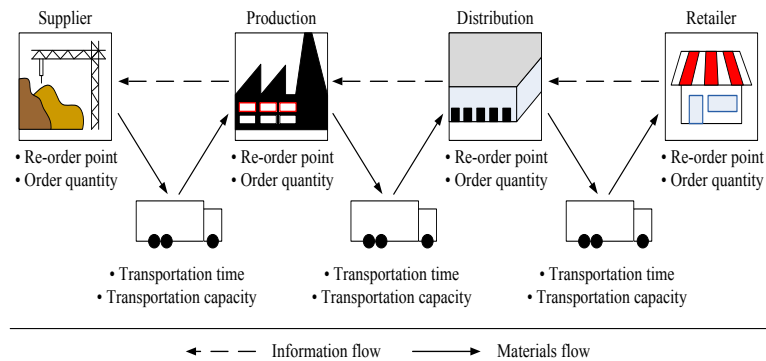 Supplier
Production
Distribution
Retailer
• Re-order point
• Order quantity
• Re-order point
• Order quantity
• Re-order point
• Order quantity
• Re-order point
• Order quantity
• Transportation time
• Transportation capacity
• Transportation time
• Transportation capacity
• Transportation time
• Transportation capacity
Information flow
Materials flow